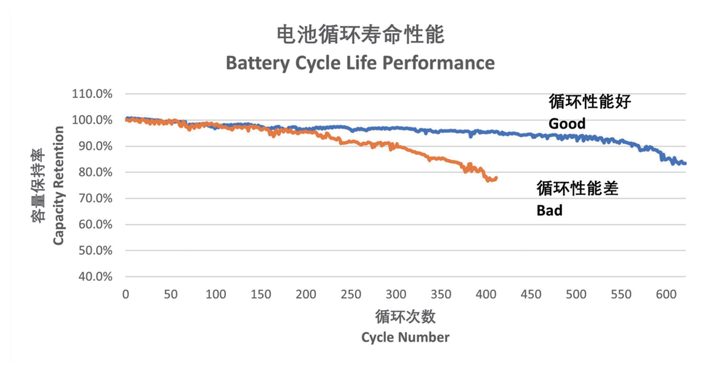 电池循环寿命性能
Battery Cycle Life Performance
容量保持率
Capacity Retention
110.0%
100.0%
90.0%
80.0%
70.0%
60.0%
50.0%
40.0%
循环性能好
Good
循环性能差
Bad
0 50 100 150 200 250 300 350 400 450 500 550 600
循环次数
Cycle Number